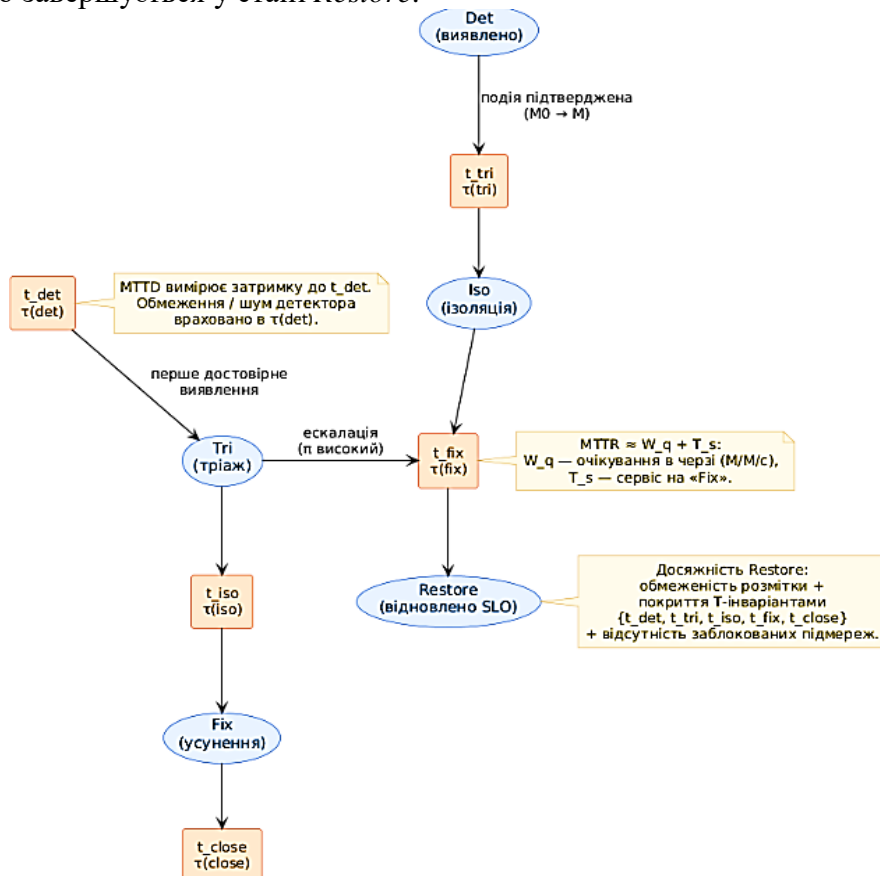 Det
(виявлено)
подія підтверджена
(M0 → M)
t_tri
τ(tri)
t_det
τ(det)
MTTD вимірює затримку до t_det.
Обмеження / шум детектора
враховано в τ(det).
Iso
(ізоляція)
перше достовірне
виявлення
Tri
(тріаж)
ескалація
(π високий)
t_fix
τ(fix)
MTTR ≈ W_q + T_s:
W_q — очікування в черзі (M/M/c),
T_s — сервіс на «Fix».
t_iso
τ(iso)
Restore
(відновлено SLO)
Досяжність Restore:
обмеженість розмітки +
покриття T-інваріантами
{t_det, t_tri, t_iso, t_fix, t_close}
+ відсутність заблокованих підмереж.
Fix
(усунення)
t_close
τ(close)